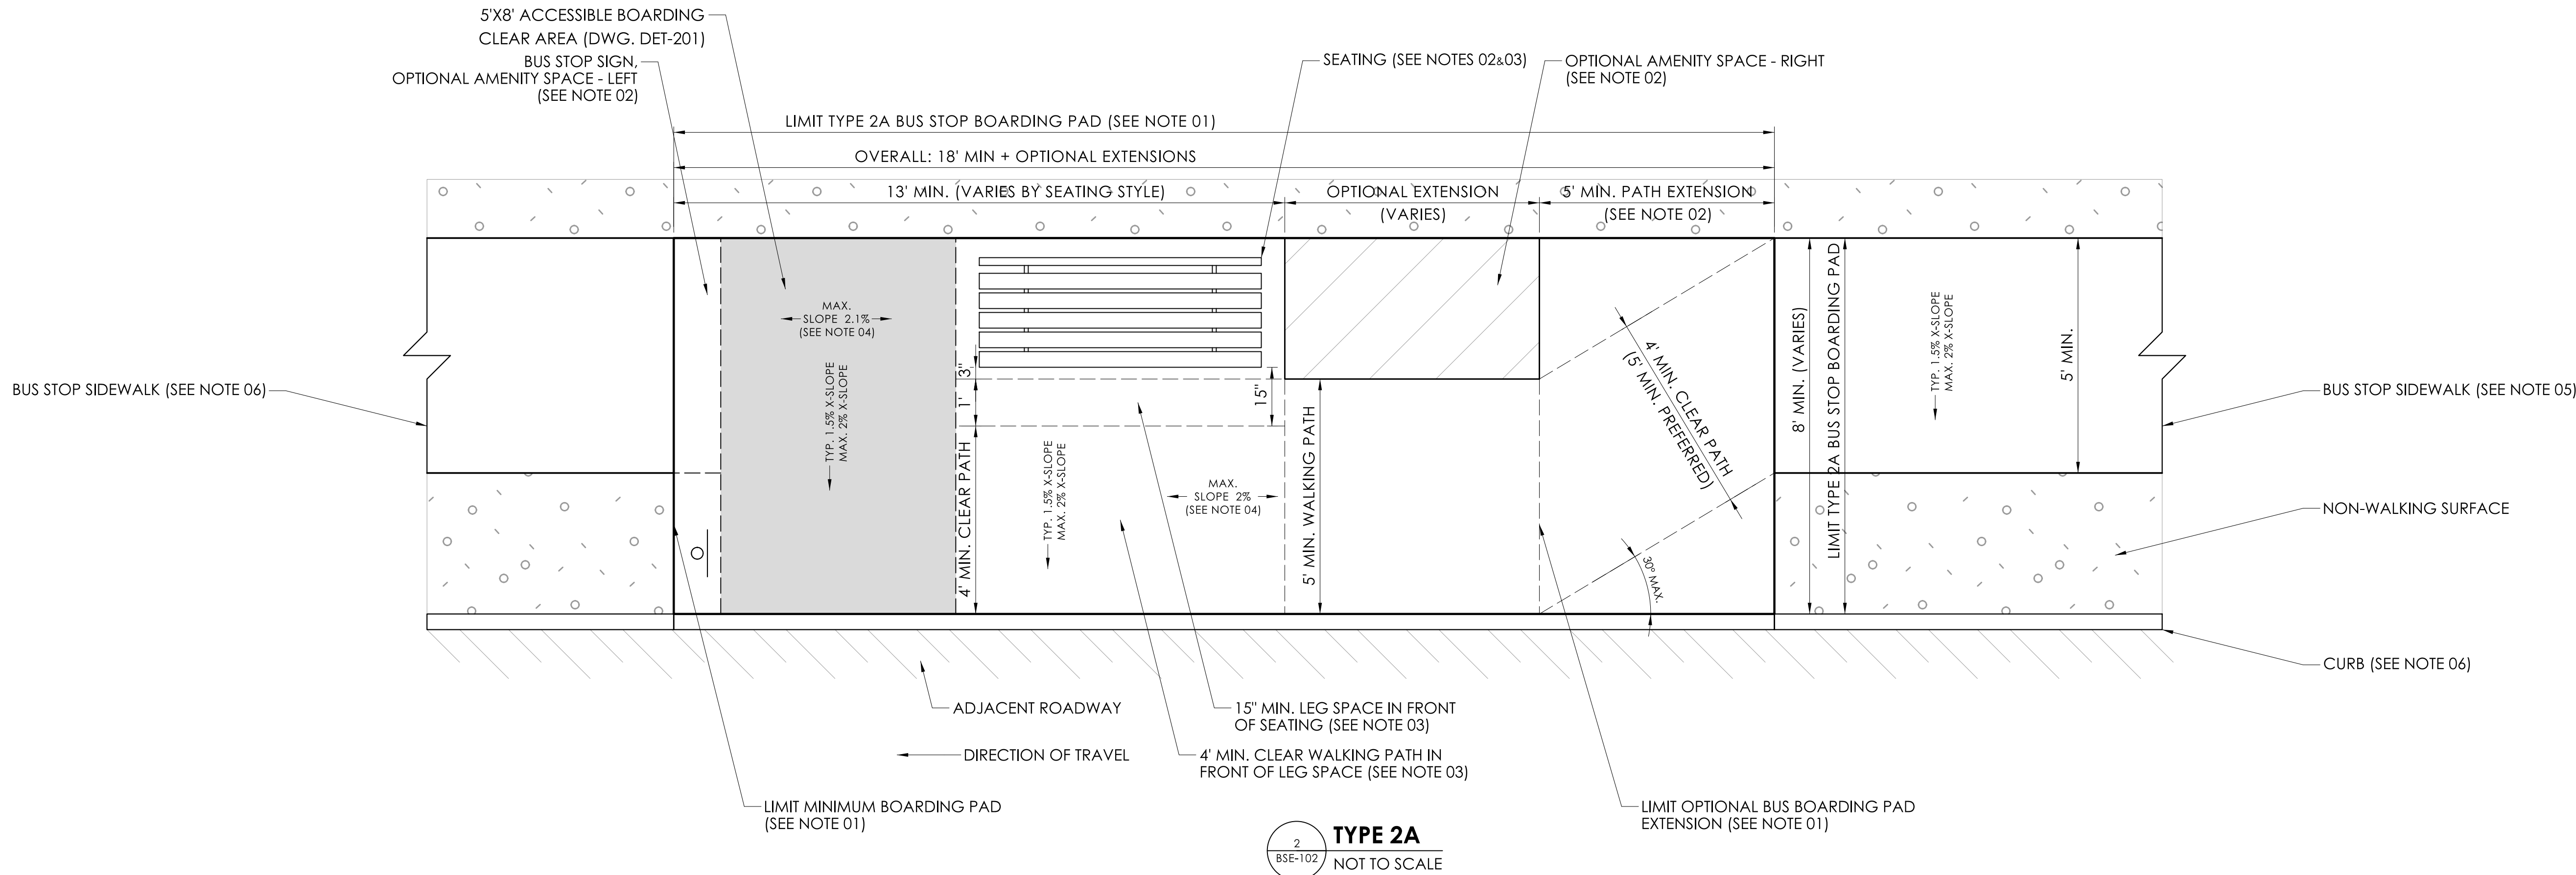 5'X8' ACCESSIBLE BOARDING
CLEAR AREA (DWG. DET-201)
BUS STOP SIGN,
OPTIONAL AMENITY SPACE - LEFT
(SEE NOTE 02)
SEATING (SEE NOTES 02&03)
OPTIONAL AMENITY SPACE - RIGHT
(SEE NOTE 02)
LIMIT TYPE 2A BUS STOP BOARDING PAD (SEE NOTE 01)
OVERALL: 18' MIN + OPTIONAL EXTENSIONS
13' MIN. (VARIES BY SEATING STYLE)
OPTIONAL EXTENSION
(VARIES)
5' MIN. PATH EXTENSION
(SEE NOTE 02)
MAX.
SLOPE 2.1%
(SEE NOTE 04)
TYP. 1.5% X-SLOPE
MAX. 2% X-SLOPE
3"
1'
4' MIN. CLEAR PATH
15"
TYP. 1.5% X-SLOPE
MAX. 2% X-SLOPE
MAX.
SLOPE 2%
(SEE NOTE 04)
5' MIN. WALKING PATH
4' MIN. CLEAR PATH
(5' MIN. PREFERRED)
30° MAX.
8' MIN. (VARIES)
LIMIT TYPE 2A BUS STOP BOARDING PAD
TYP. 1.5% X-SLOPE
MAX. 2% X-SLOPE
5' MIN.
BUS STOP SIDEWALK (SEE NOTE 06)
BUS STOP SIDEWALK (SEE NOTE 05)
NON-WALKING SURFACE
CURB (SEE NOTE 06)
ADJACENT ROADWAY
DIRECTION OF TRAVEL
15" MIN. LEG SPACE IN FRONT
OF SEATING (SEE NOTE 03)
4' MIN. CLEAR WALKING PATH IN
FRONT OF LEG SPACE (SEE NOTE 03)
LIMIT MINIMUM BOARDING PAD
(SEE NOTE 01)
LIMIT OPTIONAL BUS BOARDING PAD
EXTENSION (SEE NOTE 01)
2
BSE-102
TYPE 2A
NOT TO SCALE